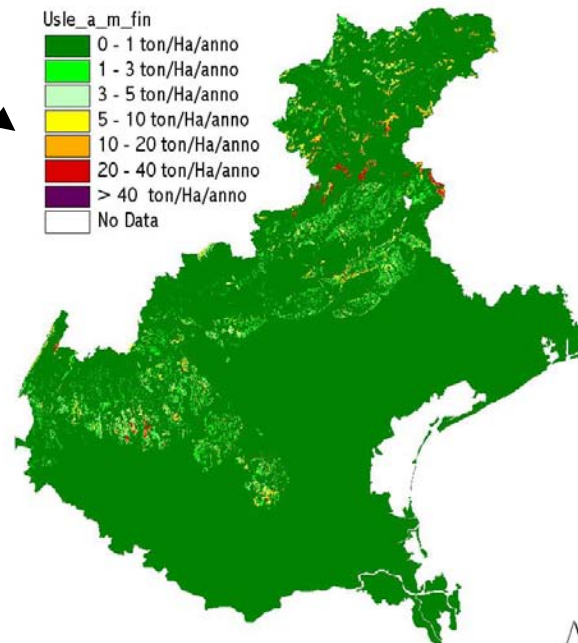 Usle_a_m_fin
0 - 1 ton/Ha/anno
1 - 3 ton/Ha/anno
3 - 5 ton/Ha/anno
5 - 10 ton/Ha/anno
10 - 20 ton/Ha/anno
20 - 40 ton/Ha/anno
> 40 ton/Ha/anno
No Data